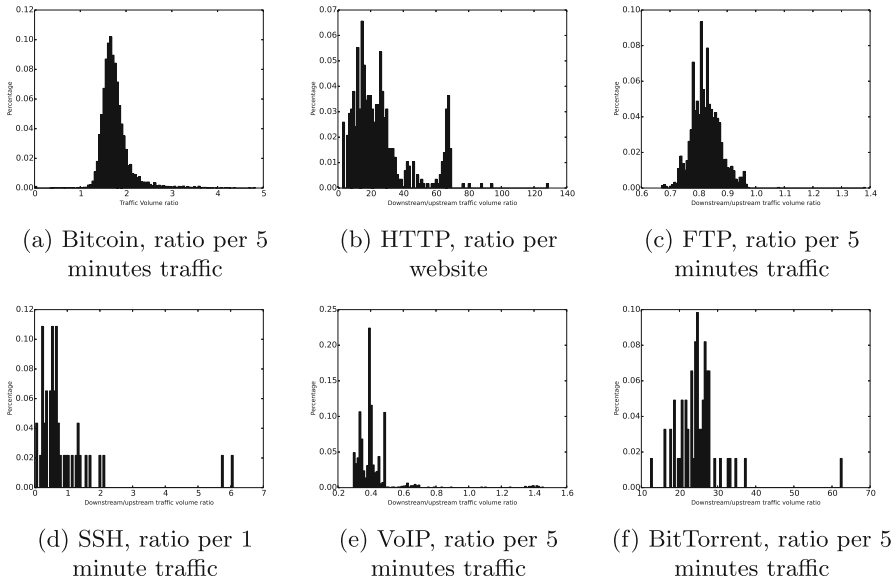 0.12
0.10
0.08
0.06
0.04
0.02
0.00
Percentage
0 1 2 3 4 5
Traffic Volume ratio
(a) Bitcoin, ratio per 5
minutes traffic
0.07
0.06
0.05
0.04
0.03
0.02
0.01
0.00
Percentage
0 20 40 60 80 100 120 140
Downstream/upstream traffic volume ratio
(b) HTTP, ratio per
website
0.10
0.08
0.06
0.04
0.02
0.00
Percentage
0.6 0.7 0.8 0.9 1.0 1.1 1.2 1.3 1.4
Downstream/upstream traffic volume ratio
(c) FTP, ratio per 5
minutes traffic
0.12
0.10
0.08
0.06
0.04
0.02
0.00
Percentage
0 1 2 3 4 5 6 7
Downstream/upstream traffic volume ratio
(d) SSH, ratio per 1
minute traffic
0.25
0.20
0.15
0.10
0.05
0.00
Percentage
0.2 0.4 0.6 0.8 1.0 1.2 1.4 1.6
Downstream/upstream traffic volume ratio
(e) VoIP, ratio per 5
minutes traffic
0.10
0.08
0.06
0.04
0.02
0.00
Percentage
10 20 30 40 50 60 70
Downstream/upstream traffic volume ratio
(f) BitTorrent, ratio per 5
minutes traffic